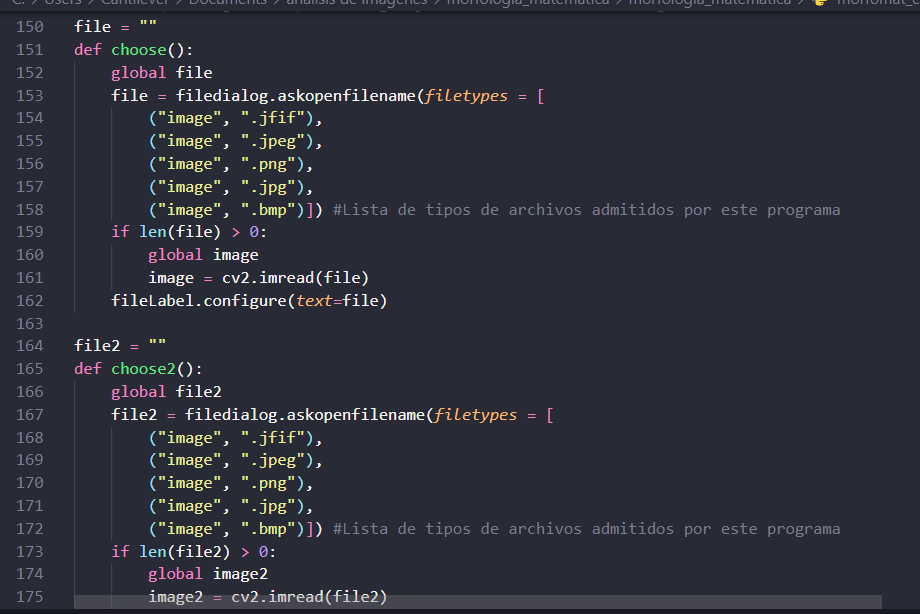 C: > Users > Cantilever > Documents > analisis de imagenes > morfologia_matematica > morfologia_matematica >
150 file = ""
151 def choose():
152     global file
153     file = filedialog.askopenfilename(filetypes = [
154         ("image", ".jfif"),
155         ("image", ".jpeg"),
156         ("image", ".png"),
157         ("image", ".jpg"),
158         ("image", ".bmp")]) #Lista de tipos de archivos admitidos por este programa
159     if len(file) > 0:
160         global image
161         image = cv2.imread(file)
162     fileLabel.configure(text=file)
163
164 file2 = ""
165 def choose2():
166     global file2
167     file2 = filedialog.askopenfilename(filetypes = [
168         ("image", ".jfif"),
169         ("image", ".jpeg"),
170         ("image", ".png"),
171         ("image", ".jpg"),
172         ("image", ".bmp")]) #Lista de tipos de archivos admitidos por este programa
173     if len(file2) > 0:
174         global image2
175         image2 = cv2.imread(file2)